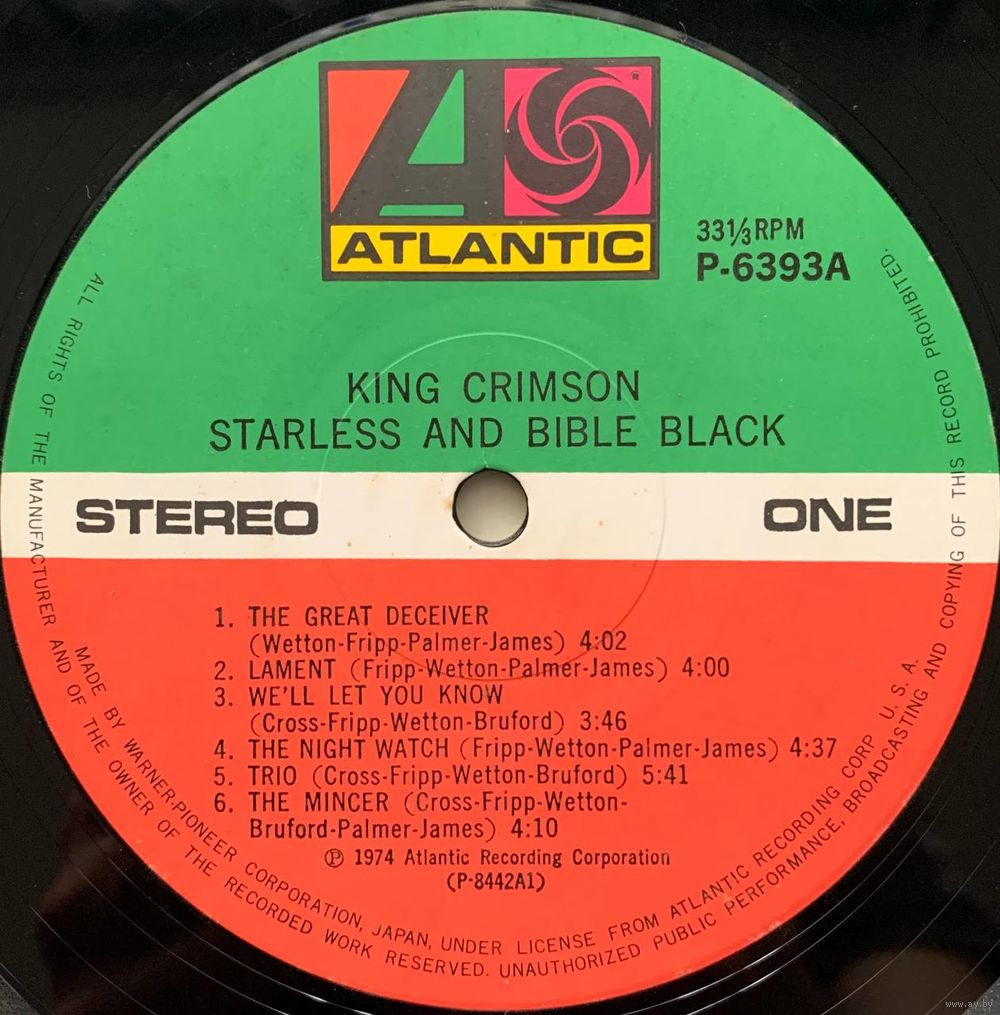 ATLANTIC
®
33⅓RPM
P-6393A
KING CRIMSON
STARLESS AND BIBLE BLACK
STEREO
ONE
1. THE GREAT DECEIVER
(Wetton-Fripp-Palmer-James) 4:02
2. LAMENT (Fripp-Wetton-Palmer-James) 4:00
3. WE'LL LET YOU KNOW
(Cross-Fripp-Wetton-Bruford) 3:46
4. THE NIGHT WATCH (Fripp-Wetton-Palmer-James) 4:37
5. TRIO (Cross-Fripp-Wetton-Bruford) 5:41
6. THE MINCER (Cross-Fripp-Wetton-
Bruford-Palmer-James) 4:10
℗ 1974 Atlantic Recording Corporation
(P-8442A1)
MADE BY WARNER-PIONEER CORPORATION, JAPAN, UNDER LICENSE FROM ATLANTIC RECORDING CORP U. S. A.
ALL RIGHTS OF THE MANUFACTURER AND OF THE OWNER OF THE RECORDED WORK RESERVED. UNAUTHORIZED PUBLIC PERFORMANCE, BROADCASTING AND COPYING OF THIS RECORD PROHIBITED.
www.ay.by